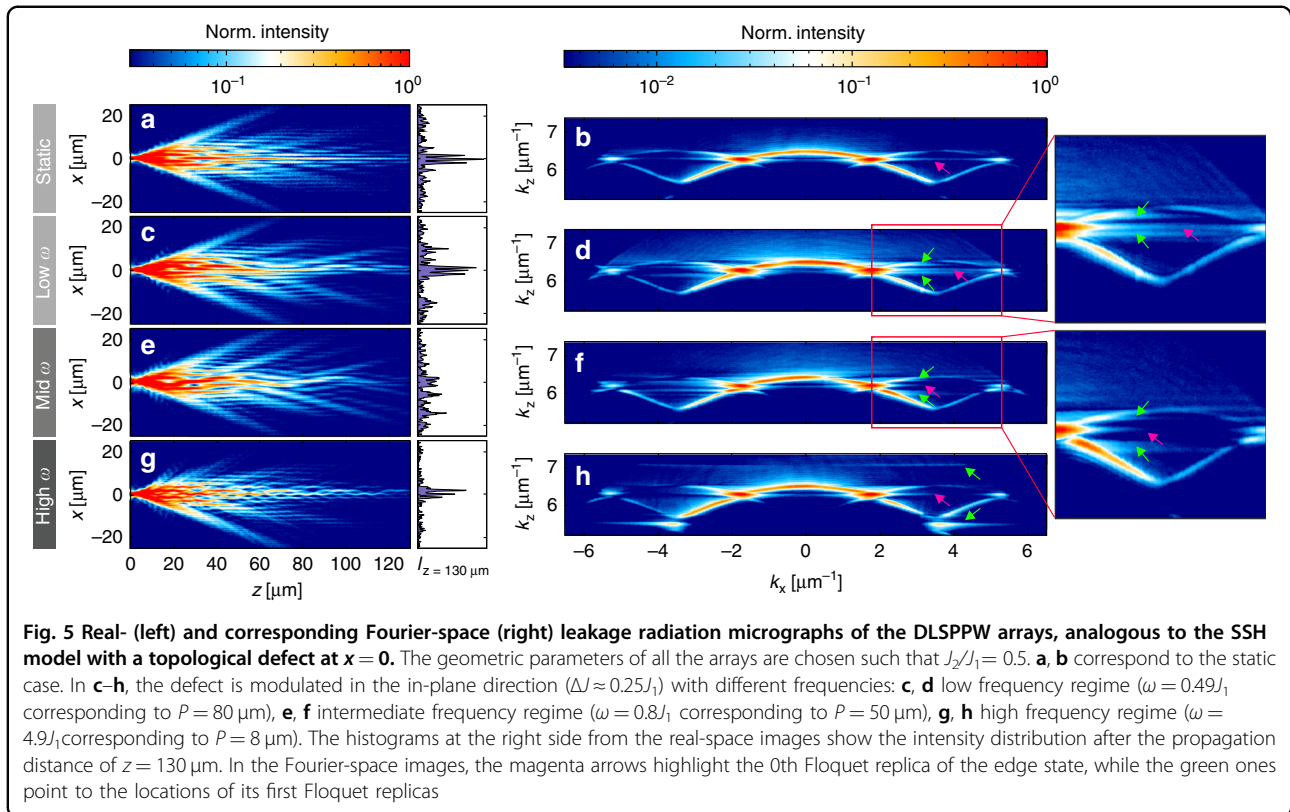 Norm. intensity
10⁻¹ 10⁰
Norm. intensity
10⁻² 10⁻¹ 10⁰
Static
x [µm]
20
0
−20
a
b
k_z [µm⁻¹]
7
6
Low ω
x [µm]
20
0
−20
c
d
k_z [µm⁻¹]
7
6
Mid ω
x [µm]
20
0
−20
e
f
k_z [µm⁻¹]
7
6
High ω
x [µm]
20
0
−20
g
h
k_z [µm⁻¹]
7
6
0 20 40 60 80 100 120
z [µm]
I_z = 130 µm
−6 −4 −2 0 2 4 6
k_x [µm⁻¹]
Fig. 5 Real- (left) and corresponding Fourier-space (right) leakage radiation micrographs of the DLSPPW arrays, analogous to the SSH
model with a topological defect at x = 0. The geometric parameters of all the arrays are chosen such that J₂/J₁= 0.5. a, b correspond to the static
case. In c–h, the defect is modulated in the in-plane direction (ΔJ ≈ 0.25J₁) with different frequencies: c, d low frequency regime (ω = 0.49J₁
corresponding to P = 80 µm), e, f intermediate frequency regime (ω = 0.8J₁ corresponding to P = 50 µm), g, h high frequency regime (ω =
4.9J₁corresponding to P = 8 µm). The histograms at the right side from the real-space images show the intensity distribution after the propagation
distance of z = 130 µm. In the Fourier-space images, the magenta arrows highlight the 0th Floquet replica of the edge state, while the green ones
point to the locations of its first Floquet replicas